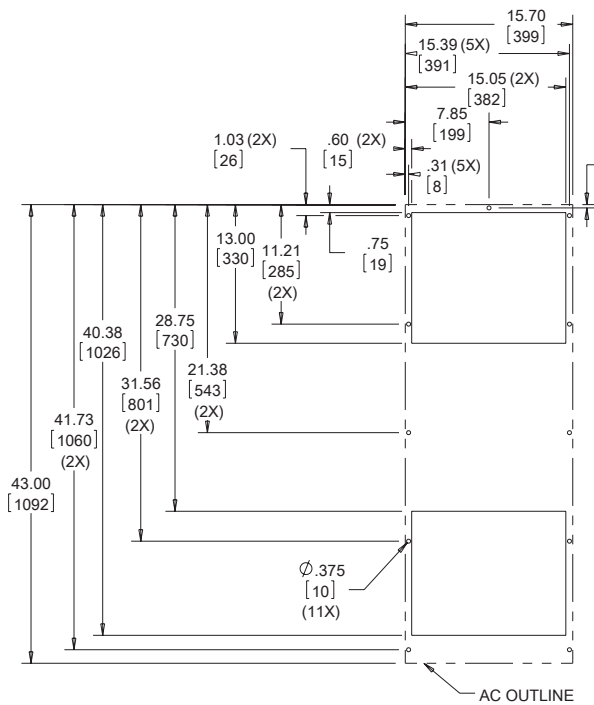 15.70
[399]
15.39 (5X)
[391]
15.05 (2X)
[382]
7.85
[199]
1.03 (2X)
[26]
.60 (2X)
[15]
.31 (5X)
[8]
.75
[19]
13.00
[330]
11.21
[285]
(2X)
28.75
[730]
40.38
[1026]
21.38
[543]
(2X)
31.56
[801]
(2X)
41.73
[1060]
(2X)
43.00
[1092]
Ø.375
[10]
(11X)
AC OUTLINE